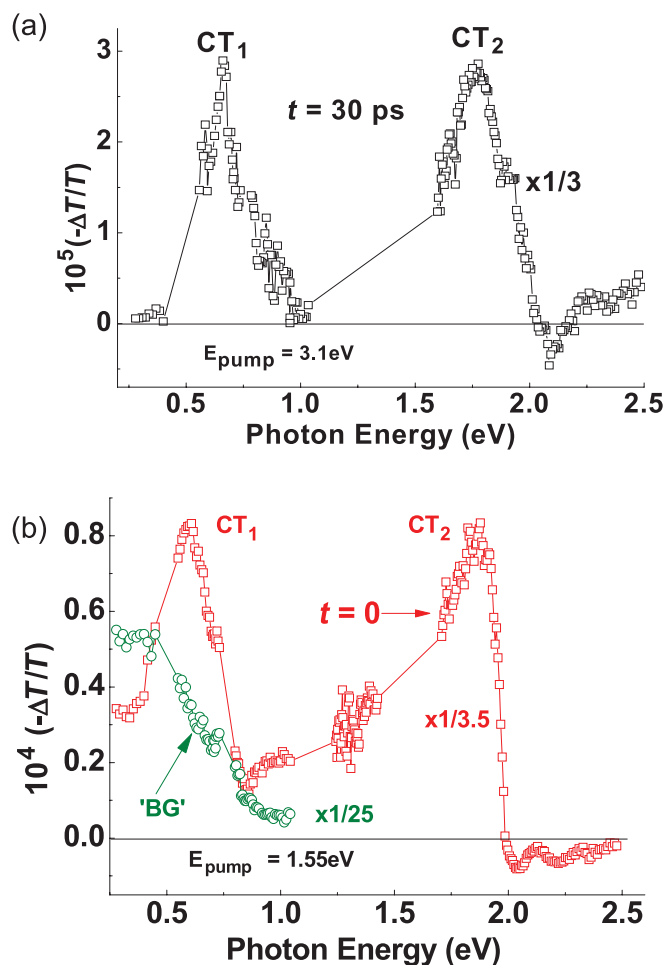 (a)
CT1 CT2
t = 30 ps
x1/3
3
2
1
0
10^5(-ΔT/T)
Epump = 3.1eV
0.5 1.0 1.5 2.0 2.5
Photon Energy (eV)
(b)
CT1 CT2
t = 0
x1/3.5
'BG'
x1/25
0.8
0.6
0.4
0.2
0.0
10^4 (-ΔT/T)
Epump = 1.55eV
0.5 1.0 1.5 2.0 2.5
Photon Energy (eV)